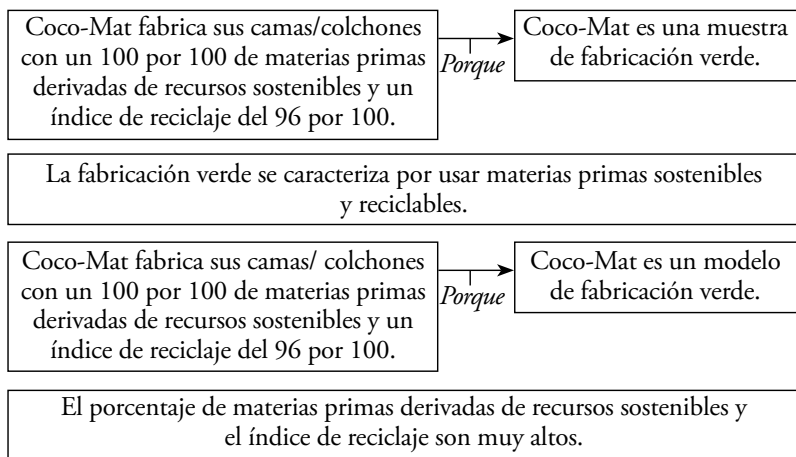 Coco-Mat fabrica sus camas/colchones
con un 100 por 100 de materias primas
derivadas de recursos sostenibles y un
índice de reciclaje del 96 por 100.
Porque
Coco-Mat es una muestra
de fabricación verde.
La fabricación verde se caracteriza por usar materias primas sostenibles
y reciclables.
Coco-Mat fabrica sus camas/ colchones
con un 100 por 100 de materias primas
derivadas de recursos sostenibles y un
índice de reciclaje del 96 por 100.
Porque
Coco-Mat es un modelo
de fabricación verde.
El porcentaje de materias primas derivadas de recursos sostenibles y
el índice de reciclaje son muy altos.